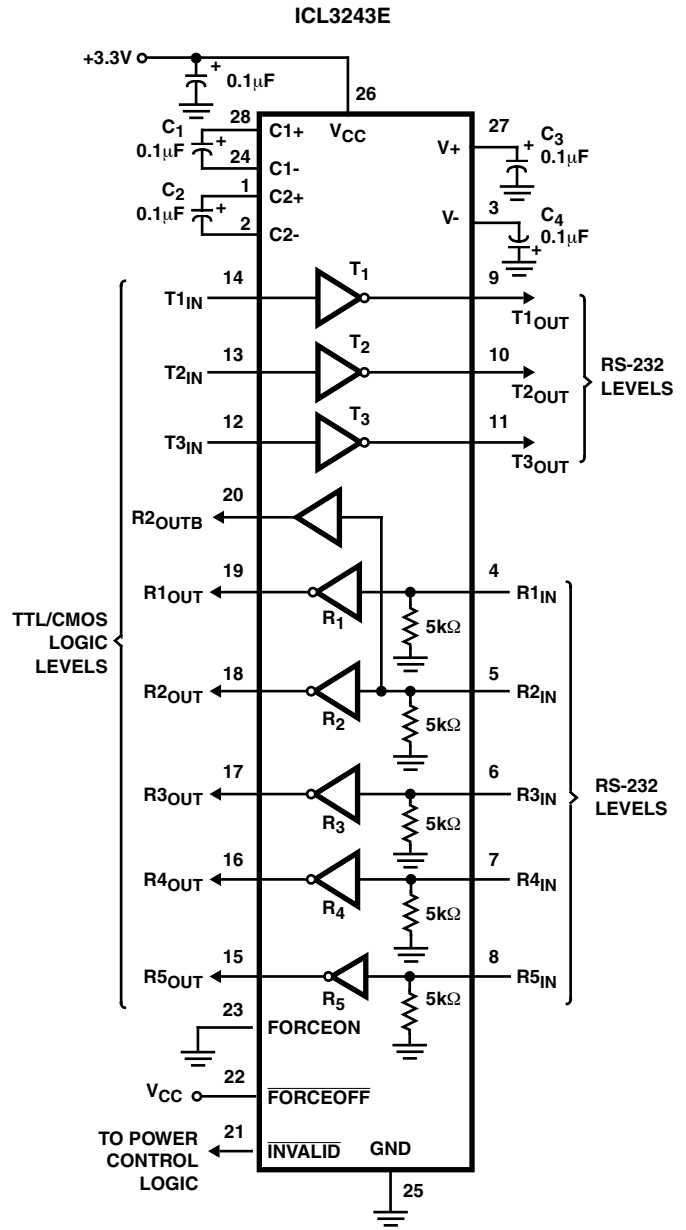 ICL3243E
+3.3V
+
0.1μF
26
28
C1+
VCC
27
C1
0.1μF
+
V+
+
C3
0.1μF
24
C1-
1
C2+
C2
0.1μF
+
3
V-
C4
0.1μF
+
2
C2-
14
T1
9
T1IN
T1OUT
13
T2
10
T2IN
T2OUT
RS-232
LEVELS
12
T3
11
T3IN
T3OUT
20
R2OUTB
19
4
R1OUT
R1IN
R1
5kΩ
TTL/CMOS
LOGIC
LEVELS
18
5
R2OUT
R2IN
R2
5kΩ
17
6
R3OUT
R3IN
R3
5kΩ
RS-232
LEVELS
16
7
R4OUT
R4IN
R4
5kΩ
15
8
R5OUT
R5IN
R5
5kΩ
23
FORCEON
22
VCC
FORCEOFF
21
TO POWER
CONTROL
LOGIC
INVALID
GND
25